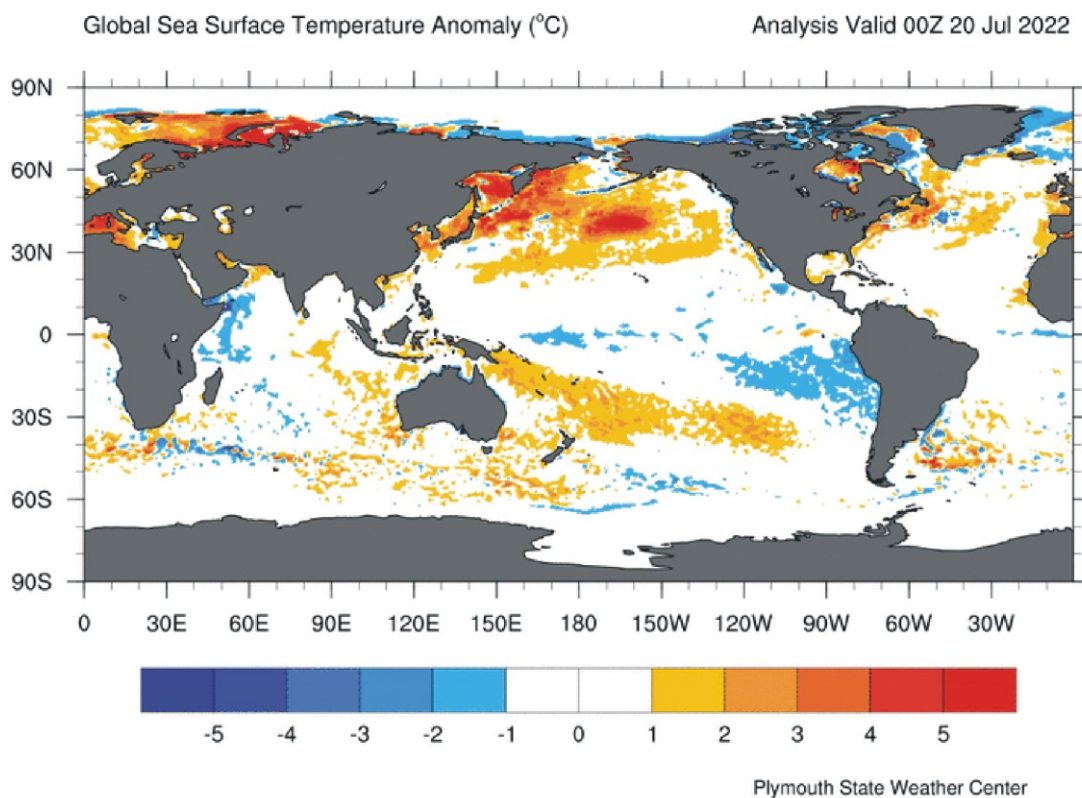 Global Sea Surface Temperature Anomaly (°C) Analysis Valid 00Z 20 Jul 2022
90N
60N
30N
0
30S
60S
90S
0 30E 60E 90E 120E 150E 180 150W 120W 90W 60W 30W
-5 -4 -3 -2 -1 0 1 2 3 4 5
Plymouth State Weather Center